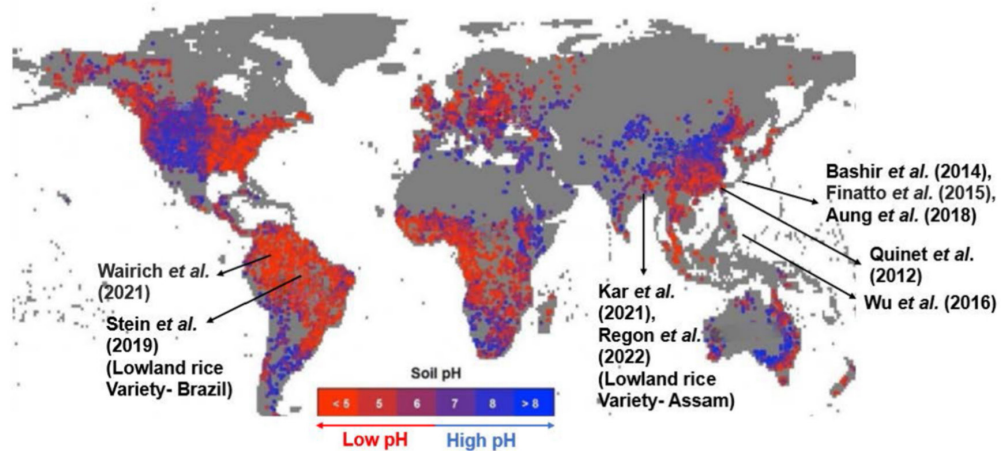 Wairich et al.
(2021)
Stein et al.
(2019)
(Lowland rice
Variety- Brazil)
Soil pH
< 5 5 6 7 8 > 8
Low pH High pH
Kar et al.
(2021),
Regon et al.
(2022)
(Lowland rice
Variety- Assam)
Bashir et al. (2014),
Finatto et al. (2015),
Aung et al. (2018)
Quinet et al.
(2012)
Wu et al. (2016)